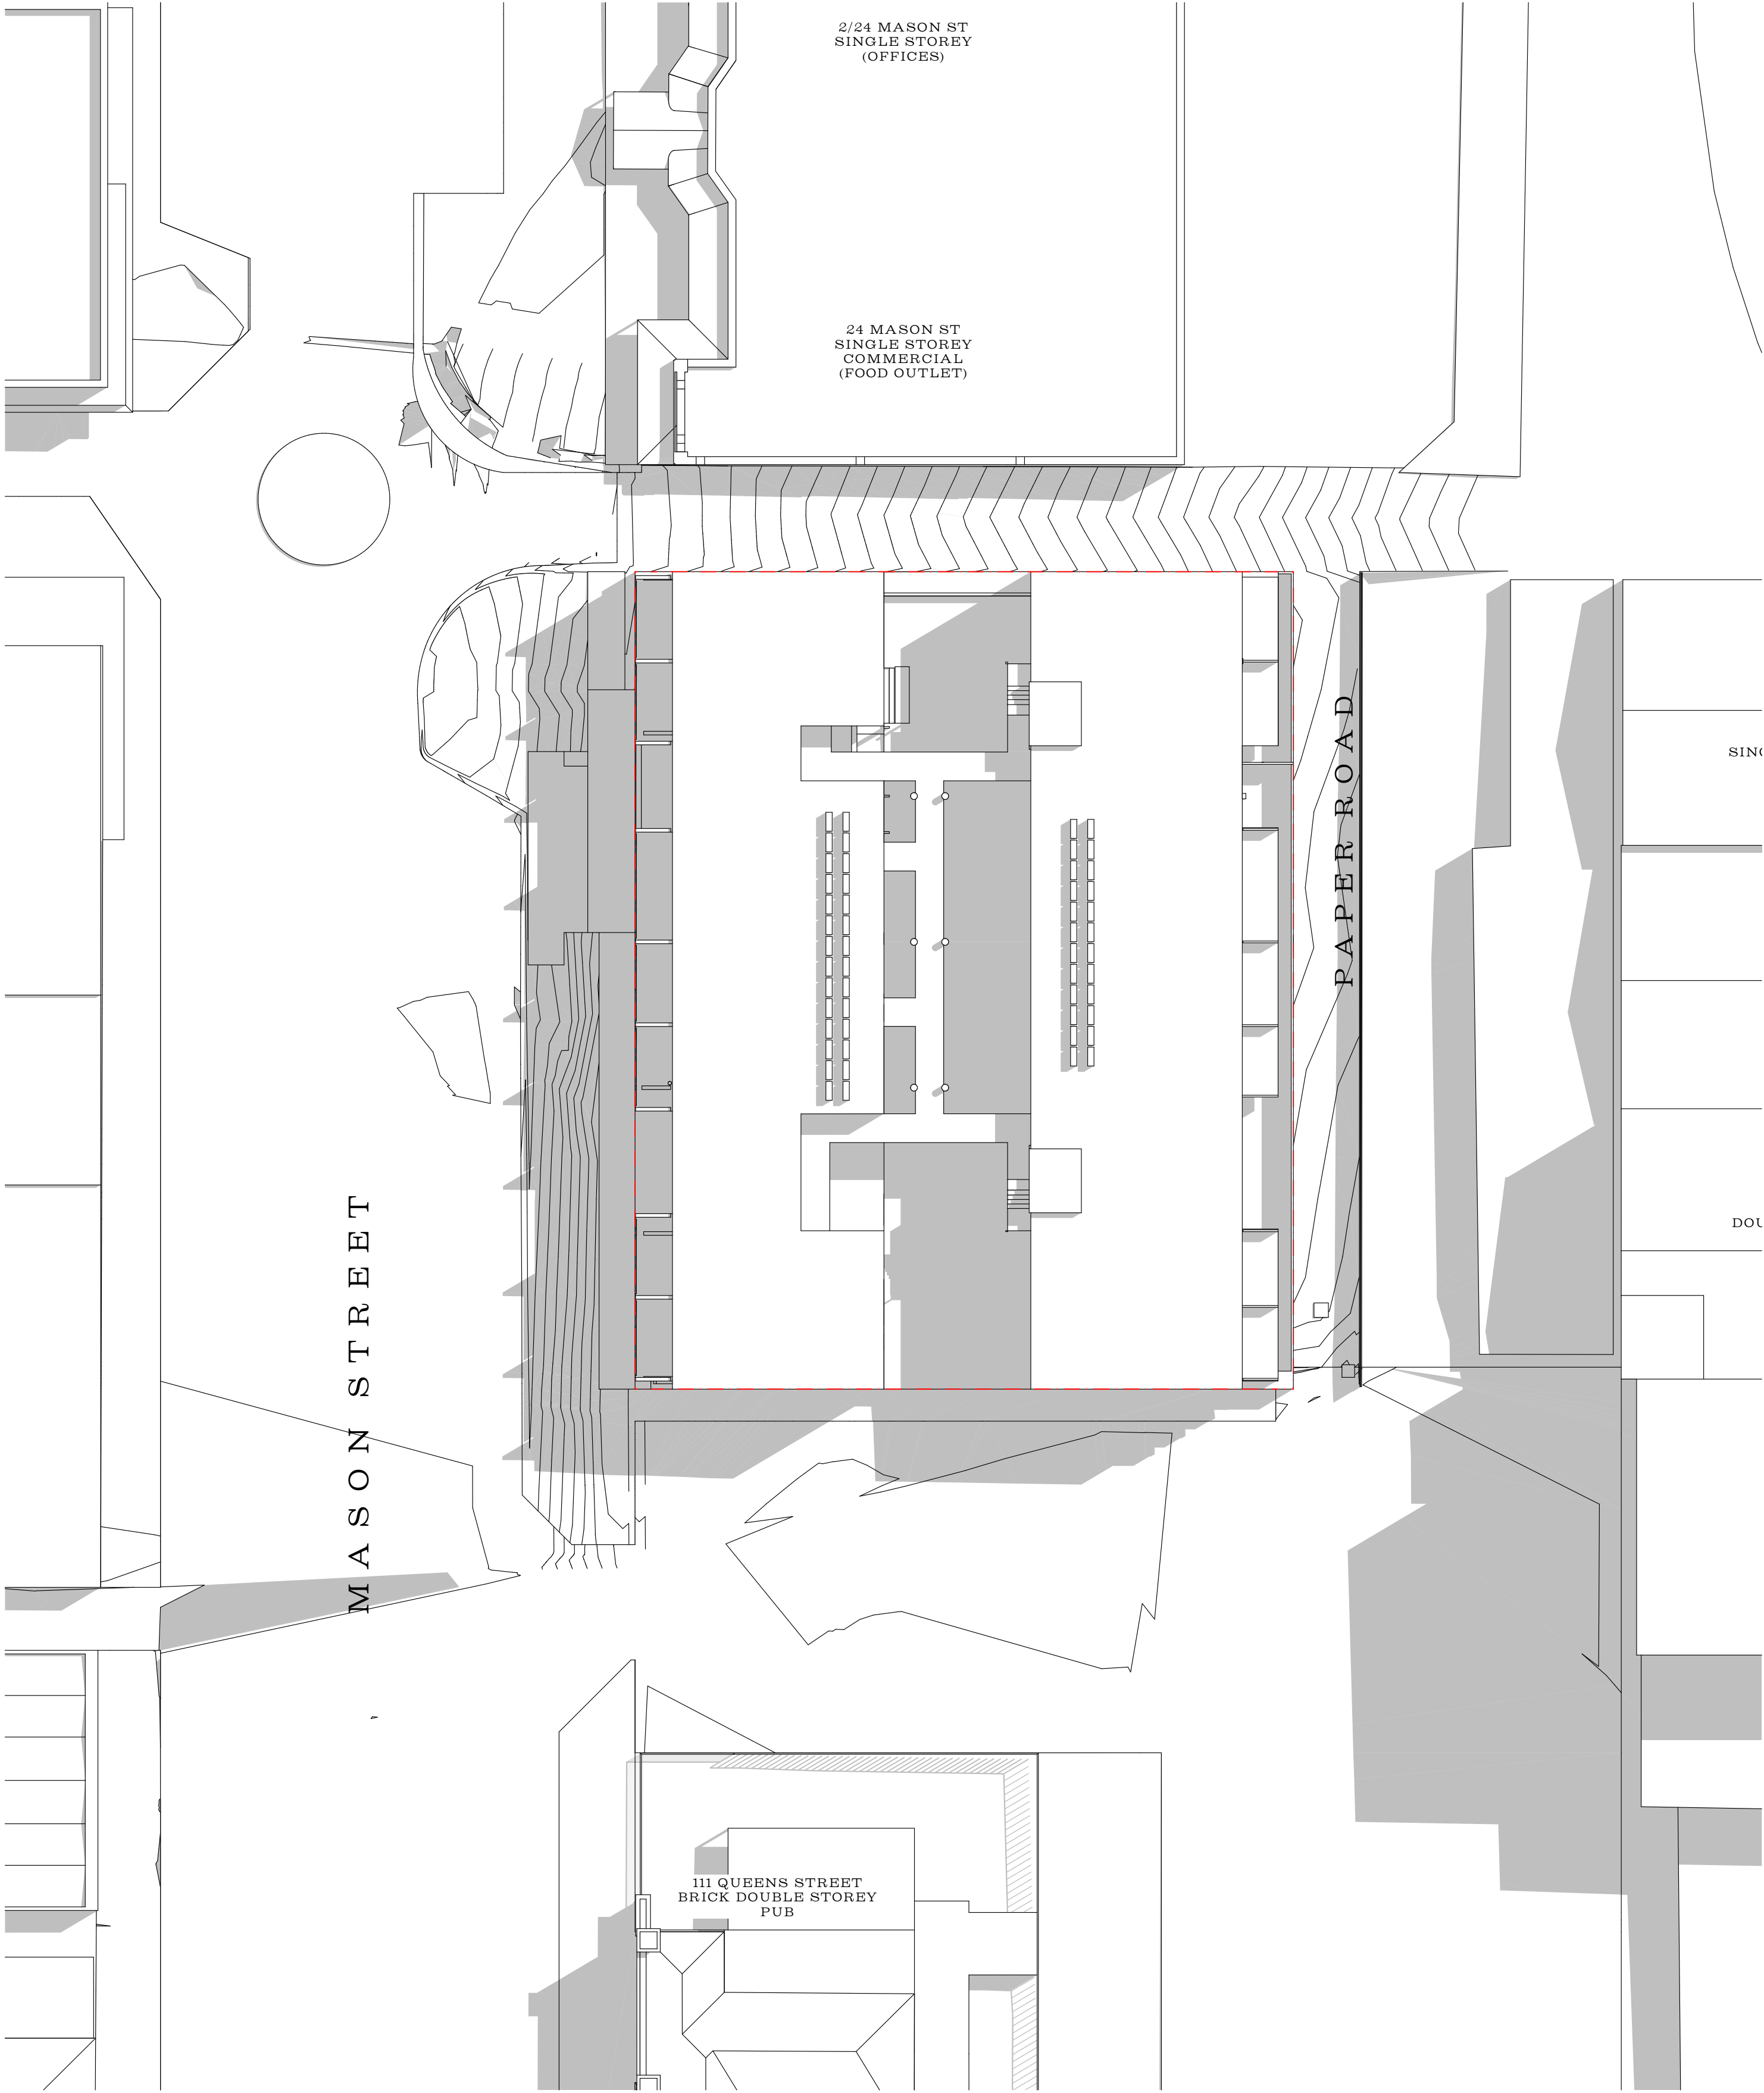 2/24 MASON ST
SINGLE STOREY
(OFFICES)
24 MASON ST
SINGLE STOREY
COMMERCIAL
(FOOD OUTLET)
PAPER ROAD
MASON STREET
111 QUEENS STREET
BRICK DOUBLE STOREY
PUB